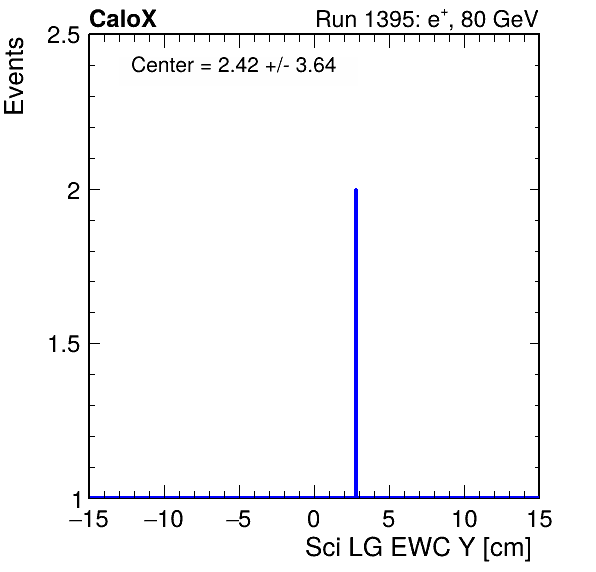 CaloX Run 1395: e⁺, 80 GeV
Center = 2.42 +/- 3.64
Events
2.5
2
1.5
1
−15 −10 −5 0 5 10 15
Sci LG EWC Y [cm]